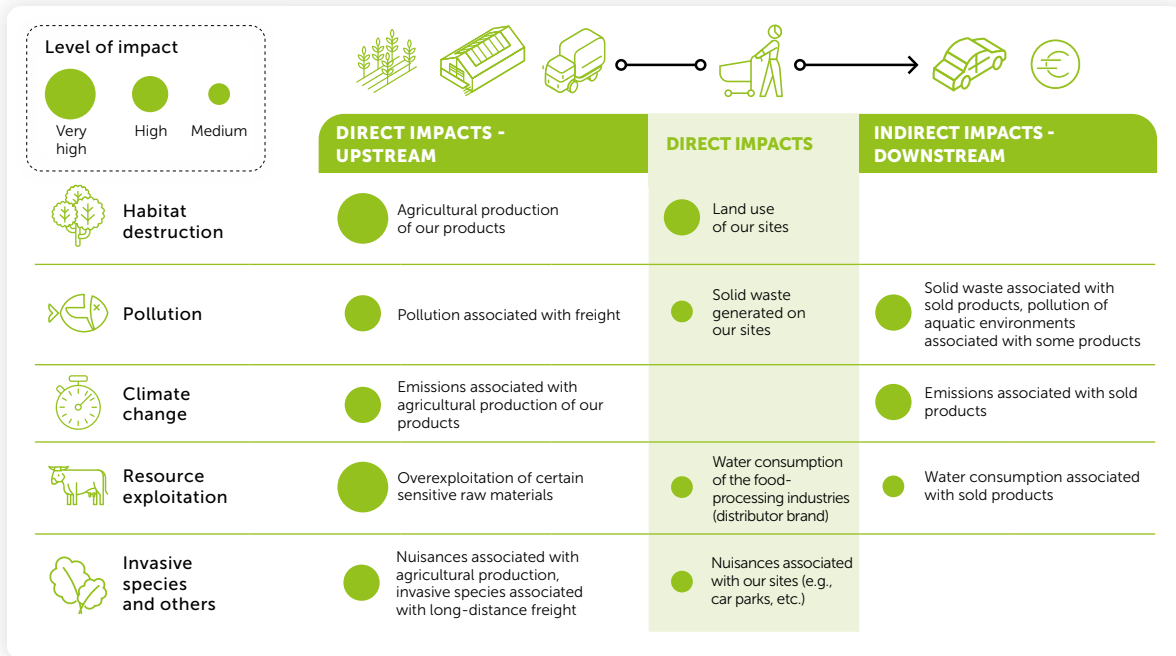 Level of impact
Very
high
High
Medium
DIRECT IMPACTS -
UPSTREAM
DIRECT IMPACTS
INDIRECT IMPACTS -
DOWNSTREAM
Habitat
destruction
Agricultural production
of our products
Land use
of our sites
Pollution
Pollution associated with freight
Solid waste
generated on
our sites
Solid waste associated with
sold products, pollution of
aquatic environments
associated with some products
Climate
change
Emissions associated with
agricultural production of our
products
Emissions associated with sold
products
Resource
exploitation
Overexploitation of certain
sensitive raw materials
Water consumption
of the food-
processing industries
(distributor brand)
Water consumption associated
with sold products
Invasive
species
and others
Nuisances associated with
agricultural production,
invasive species associated
with long-distance freight
Nuisances associated
with our sites (e.g.,
car parks, etc.)